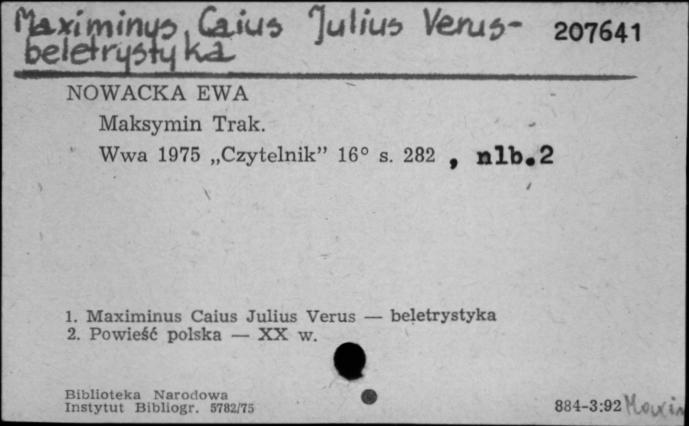 Maximinus, Caius Julius Verus-
beletrystyka
207641
NOWACKA EWA
Maksymin Trak.
Wwa 1975 „Czytelnik” 16° s. 282 , nlb.2
1. Maximinus Caius Julius Verus — beletrystyka
2. Powieść polska — XX w.
Biblioteka Narodowa
Instytut Bibliogr. 5782/75
884-3:92